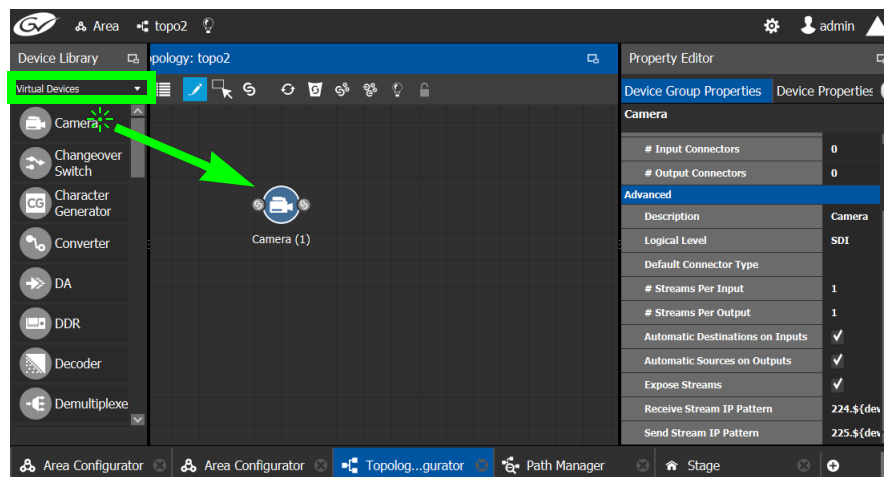 GV Area topo2 admin
Device Library
opology: topo2
Property Editor
Virtual Devices
Device Group Properties Device Properties
Camera
Camera
Changeover
Switch
Character
Generator
CG
Converter
DA
DDR
Decoder
Demultiplexe
Camera (1)
# Input Connectors 0
# Output Connectors 0
Advanced
Description Camera
Logical Level SDI
Default Connector Type
# Streams Per Input 1
# Streams Per Output 1
Automatic Destinations on Inputs
Automatic Sources on Outputs
Expose Streams
Receive Stream IP Pattern 224.${dev
Send Stream IP Pattern 225.${dev
Area Configurator Area Configurator Topolog...gurator Path Manager Stage